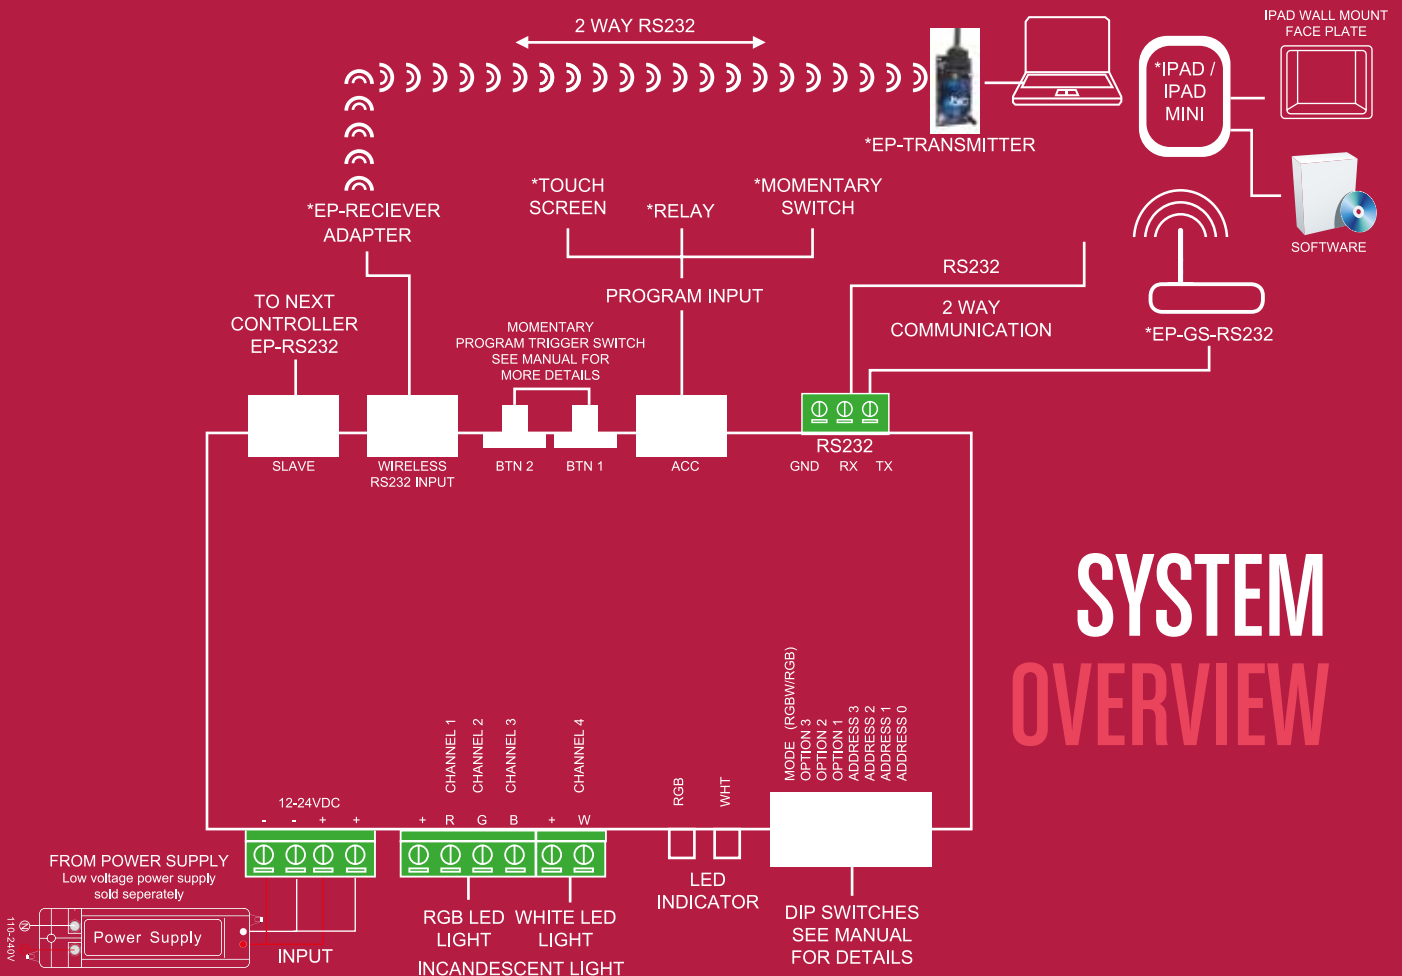 2 WAY RS232
IPAD WALL MOUNT
FACE PLATE
*IPAD /
IPAD
MINI
*EP-TRANSMITTER
SOFTWARE
*EP-RECIEVER
ADAPTER
*TOUCH
SCREEN
*RELAY
*MOMENTARY
SWITCH
PROGRAM INPUT
RS232
2 WAY
COMMUNICATION
*EP-GS-RS232
TO NEXT
CONTROLLER
EP-RS232
MOMENTARY
PROGRAM TRIGGER SWITCH
SEE MANUAL FOR
MORE DETAILS
SLAVE
WIRELESS
RS232 INPUT
BTN 2
BTN 1
ACC
RS232
GND RX TX
SYSTEM
OVERVIEW
12-24VDC
- - + +
CHANNEL 1
CHANNEL 2
CHANNEL 3
CHANNEL 4
+ R G B + W
RGB
WHT
MODE (RGBW/RGB)
OPTION 3
OPTION 2
OPTION 1
ADDRESS 3
ADDRESS 2
ADDRESS 1
ADDRESS 0
FROM POWER SUPPLY
Low voltage power supply
sold seperately
110-240V
Power Supply
INPUT
RGB LED
LIGHT
WHITE LED
LIGHT
INCANDESCENT LIGHT
LED
INDICATOR
DIP SWITCHES
SEE MANUAL
FOR DETAILS